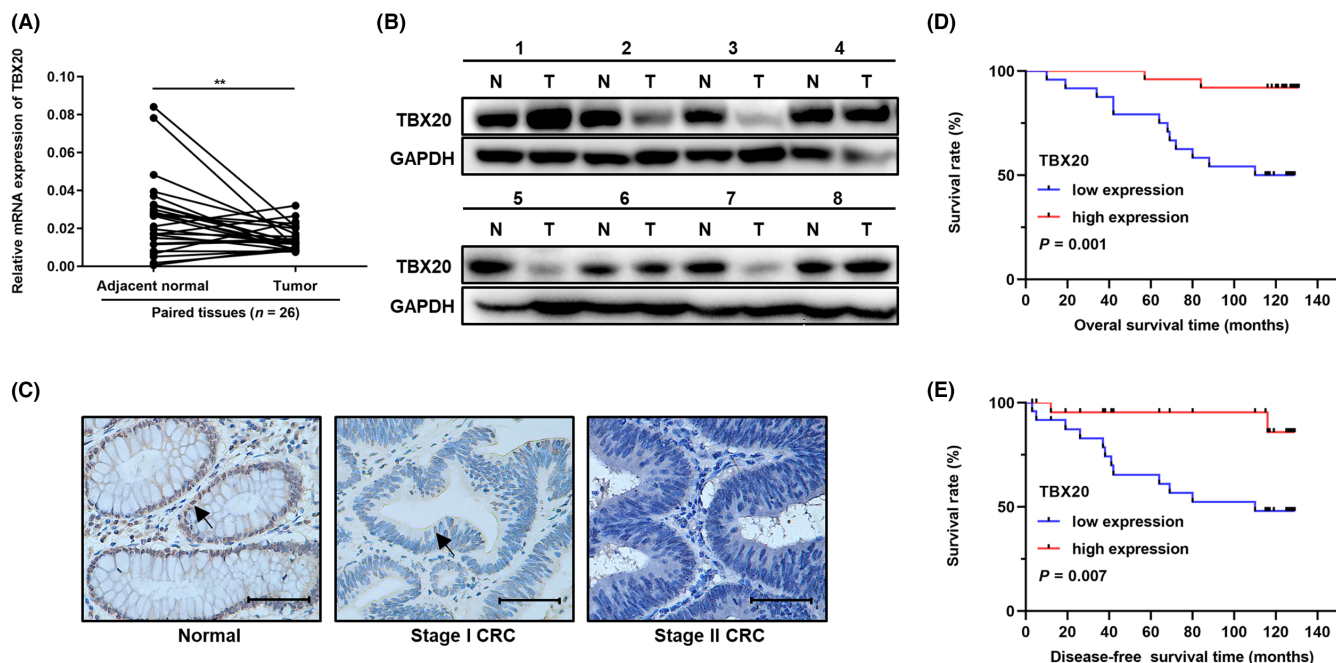 (A)
Relative mRNA expression of TBX20
0.10
0.08
0.06
0.04
0.02
0.00
**
Adjacent normal Tumor
Paired tissues (n = 26)
(B)
1 2 3 4
N T N T N T N T
TBX20
GAPDH
5 6 7 8
N T N T N T N T
TBX20
GAPDH
(C)
Normal
Stage I CRC
Stage II CRC
(D)
Survival rate (%)
100
50
0
TBX20
low expression
high expression
P = 0.001
0 20 40 60 80 100 120 140
Overal survival time (months)
(E)
Survival rate (%)
100
50
0
TBX20
low expression
high expression
P = 0.007
0 20 40 60 80 100 120 140
Disease-free survival time (months)